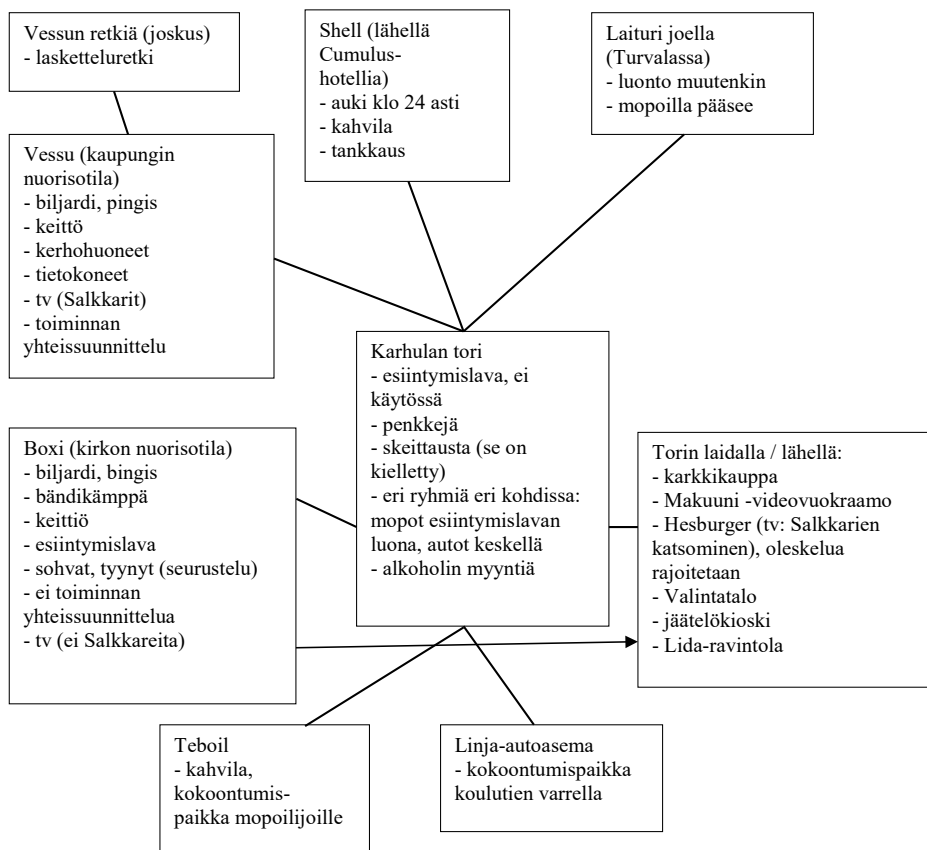 Vessun retkiä (joskus)
- lasketteluretki
Shell (lähellä
Cumulus-
hotellia)
- auki klo 24 asti
- kahvila
- tankkaus
Laituri joella
(Turvalassa)
- luonto muutenkin
- mopoilla pääsee
Vessu (kaupungin
nuorisotila)
- biljardi, pingis
- keittö
- kerhohuoneet
- tietokoneet
- tv (Salkkarit)
- toiminnan
yhteissuunnittelu
Karhulan tori
- esiintymislava, ei
käytössä
- penkkejä
- skeittausta (se on
kielletty)
- eri ryhmiä eri kohdissa:
mopot esiintymislavan
luona, autot keskellä
- alkoholin myyntiä
Boxi (kirkon nuorisotila)
- biljardi, bingis
- bändikämppä
- keittiö
- esiintymislava
- sohvat, tyynyt (seurustelu)
- ei toiminnan
yhteissuunnittelua
- tv (ei Salkkareita)
Torin laidalla / lähellä:
- karkkikauppa
- Makuuni -videovuokraamo
- Hesburger (tv: Salkkarien
katsominen), oleskelua
rajoitetaan
- Valintatalo
- jäätelökioski
- Lida-ravintola
Teboil
- kahvila,
kokoontumis-
paikka mopoilijoille
Linja-autoasema
- kokoontumispaikka
koulutien varrella